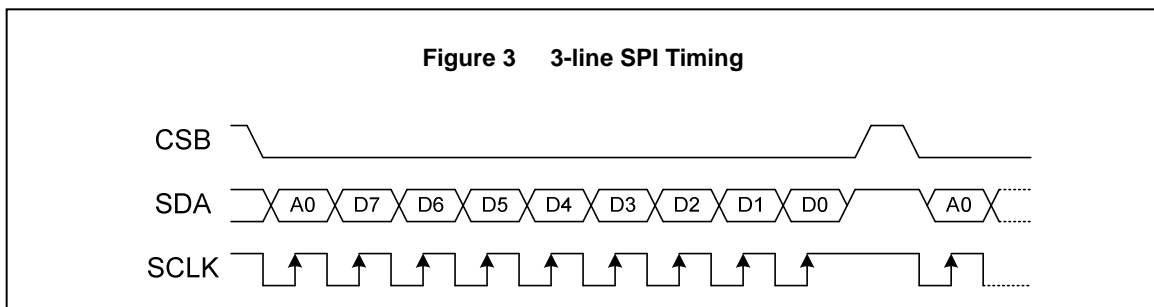 Figure 3 3-line SPI Timing
CSB
SDA A0 D7 D6 D5 D4 D3 D2 D1 D0 A0
SCLK